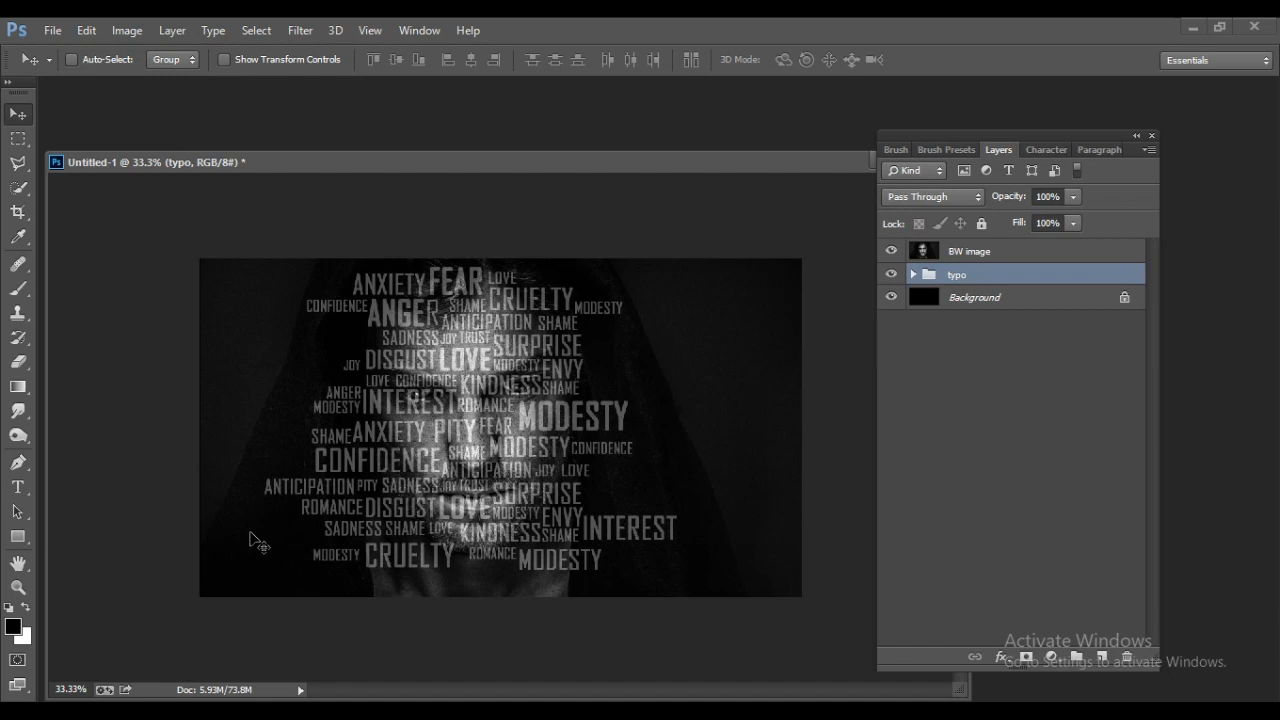 Ps File Edit Image Layer Type Select Filter 3D View Window Help
Auto-Select: Group Show Transform Controls 3D Mode: Essentials
Ps Untitled-1 @ 33.3% (typo, RGB/8#) *
Brush Brush Presets Layers Character Paragraph
Kind
Pass Through Opacity: 100%
Lock: Fill: 100%
BW image
typo
Background
ANXIETY FEAR LOVE
CONFIDENCE ANGER SHAME CRUELTY MODESTY
ANTICIPATION SHAME
SADNESS JOY TRUST SURPRISE
JOY DISGUST LOVE MODESTY ENVY
LOVE CONFIDENCE KINDNESS SHAME
ANGER
MODESTY INTEREST ROMANCE MODESTY
SHAME ANXIETY PITY FEAR
MODESTY CONFIDENCE
CONFIDENCE SHAME
ANTICIPATION JOY LOVE
ANTICIPATION PITY SADNESS JOY TRUST SURPRISE
ROMANCE DISGUST LOVE MODESTY ENVY
SADNESS SHAME LOVE KINDNESS SHAME INTEREST
MODESTY CRUELTY ROMANCE MODESTY
Activate Windows
Go to Settings to activate Windows.
fx
33.33% Doc: 5.93M/73.8M